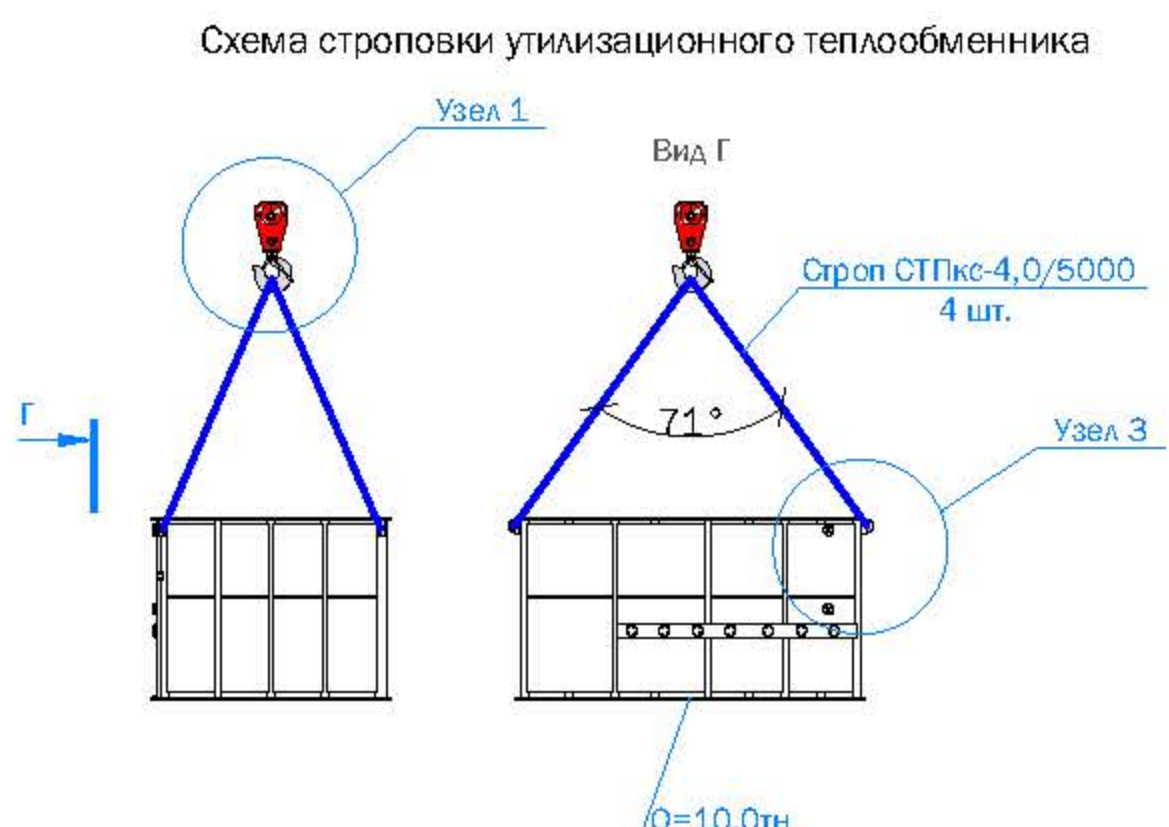 Схема строповки утилизационного теплообменника
Узел 1
Вид Г
Строп СТПкс-4,0/5000
4 шт.
71°
Г
Узел 3
Q=10,0тн